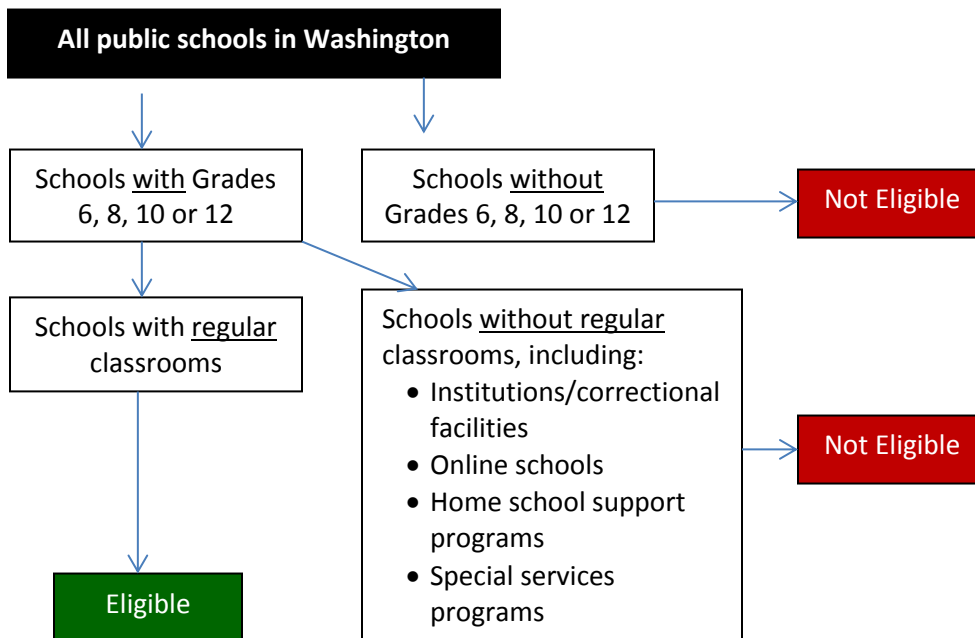 All public schools in Washington
Schools with Grades
6, 8, 10 or 12
Schools without
Grades 6, 8, 10 or 12
Not Eligible
Schools with regular
classrooms
Schools without regular
classrooms, including:
• Institutions/correctional
facilities
• Online schools
• Home school support
programs
• Special services
programs
Not Eligible
Eligible